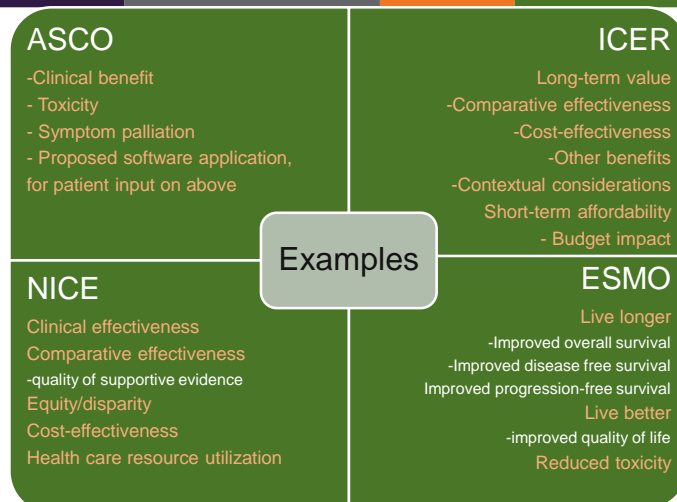 ASCO
-Clinical benefit
- Toxicity
- Symptom palliation
- Proposed software application,
for patient input on above
ICER
Long-term value
-Comparative effectiveness
-Cost-effectiveness
-Other benefits
-Contextual considerations
Short-term affordability
- Budget impact
Examples
NICE
Clinical effectiveness
Comparative effectiveness
-quality of supportive evidence
Equity/disparity
Cost-effectiveness
Health care resource utilization
ESMO
Live longer
-Improved overall survival
-Improved disease free survival
Improved progression-free survival
Live better
-improved quality of life
Reduced toxicity